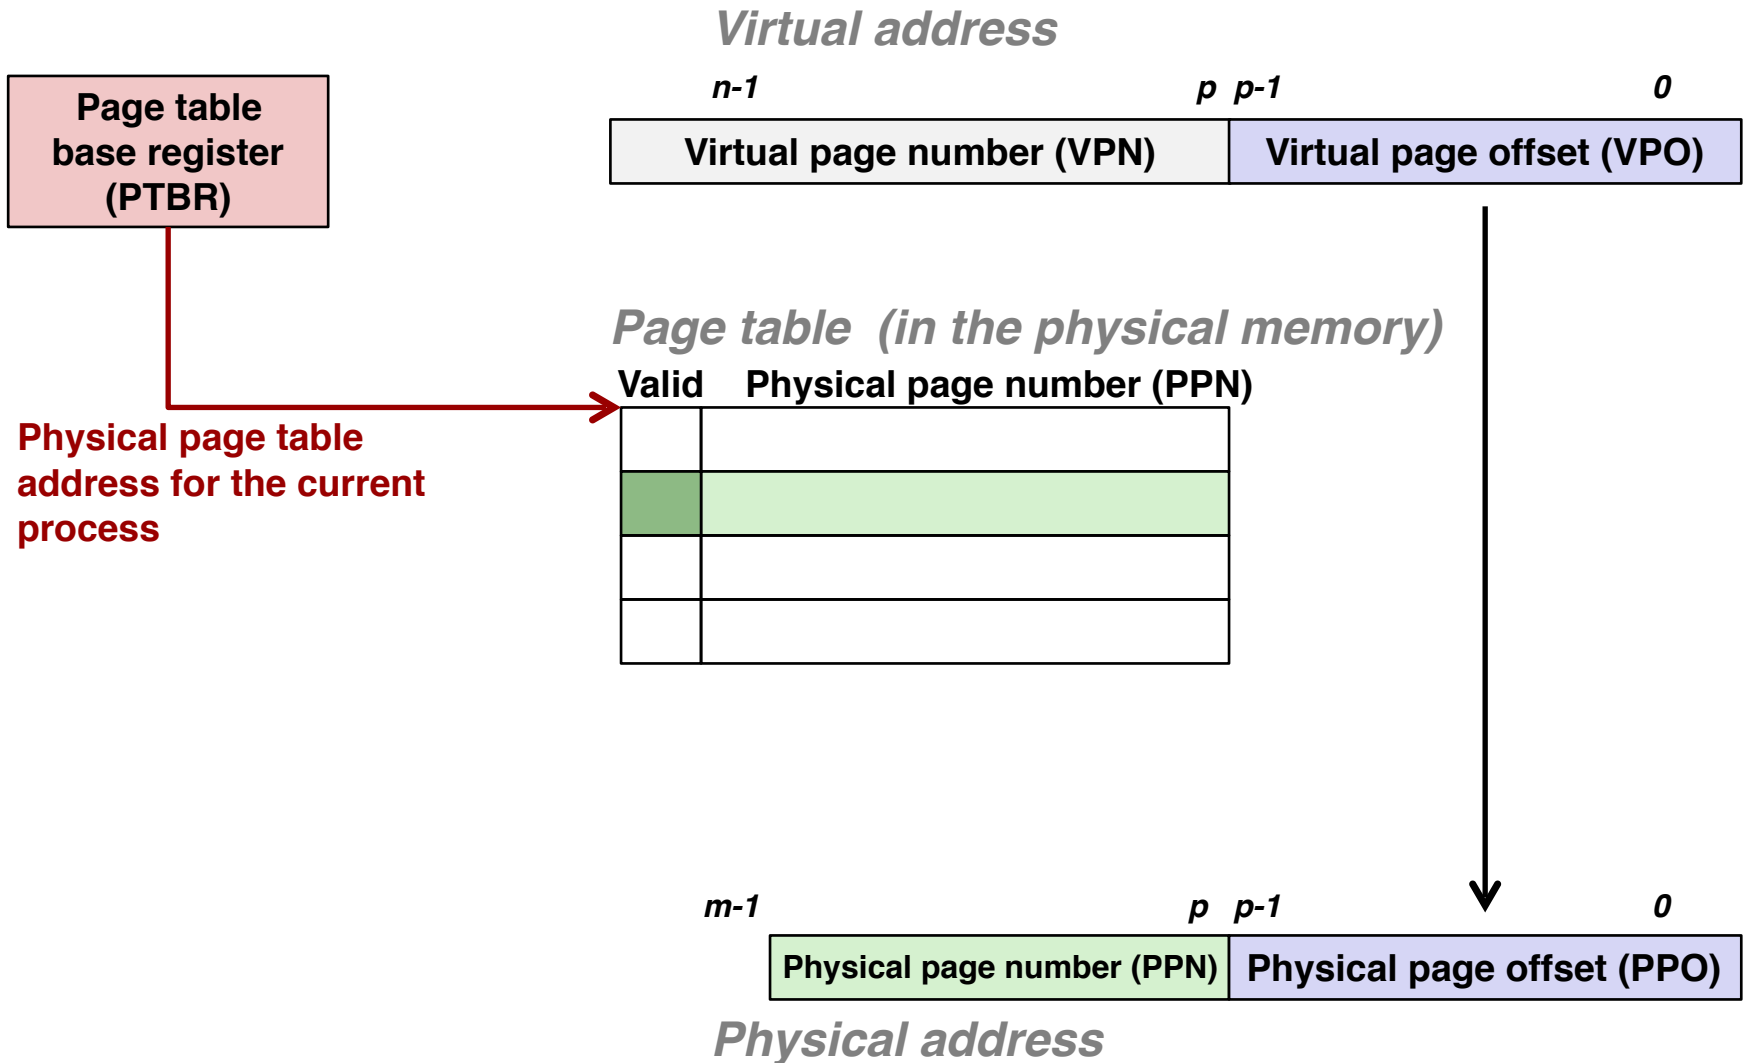 Virtual address
n-1 p p-1 0
Page table
base register
(PTBR)
Virtual page number (VPN) Virtual page offset (VPO)
Page table (in the physical memory)
Valid Physical page number (PPN)
Physical page table
address for the current
process
m-1 p p-1 0
Physical page number (PPN) Physical page offset (PPO)
Physical address